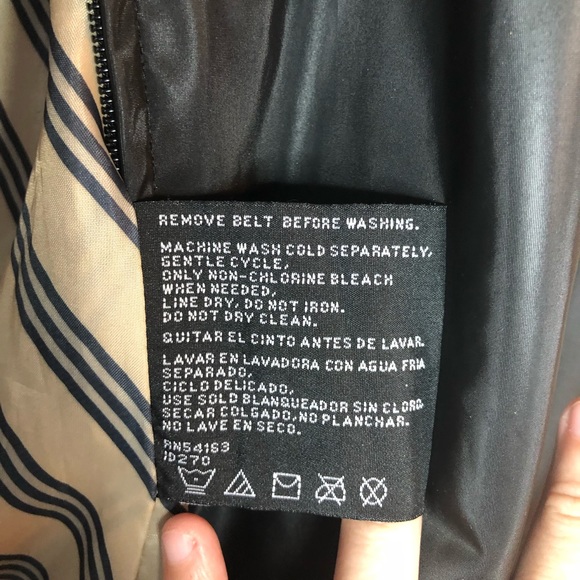 REMOVE BELT BEFORE WASHING.
MACHINE WASH COLD SEPARATELY,
GENTLE CYCLE,
ONLY NON-CHLORINE BLEACH
WHEN NEEDED,
LINE DRY, DO NOT IRON.
DO NOT DRY CLEAN.
QUITAR EL CINTO ANTES DE LAVAR.
LAVAR EN LAVADORA CON AGUA FRIA
SEPARADO,
CICLO DELICADO,
USE SOLO BLANQUEADOR SIN CLORO,
SECAR COLGADO, NO PLANCHAR.
NO LAVE EN SECO.
RN54163
ID270